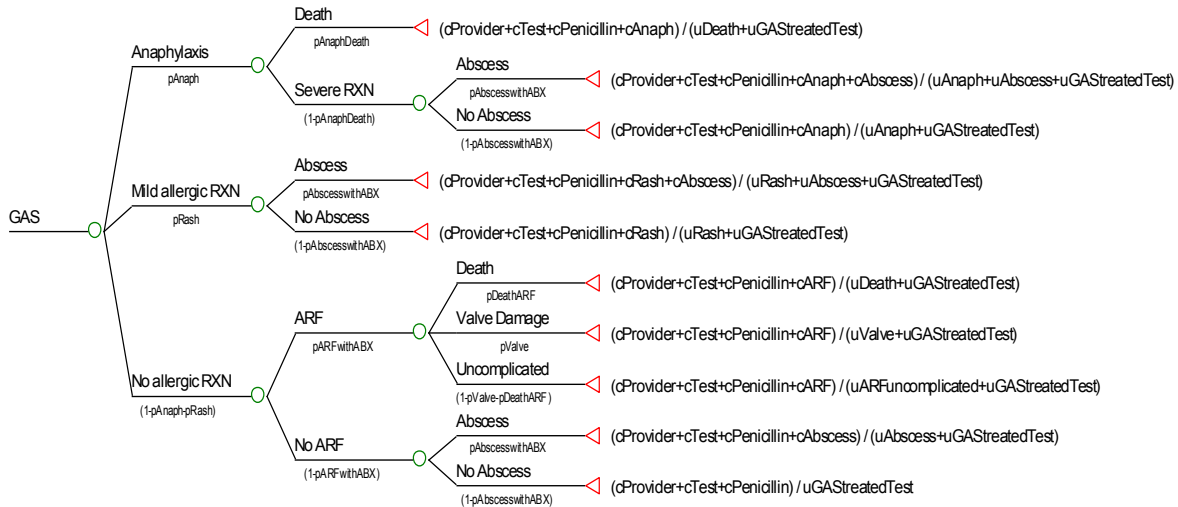 Death
pAnaphDeath
(cProvider+cTest+cPenicillin+cAnaph) / (uDeath+uGAStreatedTest)
Anaphylaxis
pAnaph
Abscess
pAbscesswithABX
(cProvider+cTest+cPenicillin+cAnaph+cAbscess) / (uAnaph+uAbscess+uGAStreatedTest)
Severe RXN
(1-pAnaphDeath)
No Abscess
(1-pAbscesswithABX)
(cProvider+cTest+cPenicillin+cAnaph) / (uAnaph+uGAStreatedTest)
Abscess
pAbscesswithABX
(cProvider+cTest+cPenicillin+cRash+cAbscess) / (uRash+uAbscess+uGAStreatedTest)
Mild allergic RXN
pRash
No Abscess
(1-pAbscesswithABX)
(cProvider+cTest+cPenicillin+cRash) / (uRash+uGAStreatedTest)
GAS
Death
pDeathARF
(cProvider+cTest+cPenicillin+cARF) / (uDeath+uGAStreatedTest)
ARF
pARFwithABX
Valve Damage
pValve
(cProvider+cTest+cPenicillin+cARF) / (uValve+uGAStreatedTest)
Uncomplicated
(1-pValve-pDeathARF)
(cProvider+cTest+cPenicillin+cARF) / (uARFuncomplicated+uGAStreatedTest)
No allergic RXN
(1-pAnaph-pRash)
Abscess
pAbscesswithABX
(cProvider+cTest+cPenicillin+cAbscess) / (uAbscess+uGAStreatedTest)
No ARF
(1-pARFwithABX)
No Abscess
(1-pAbscesswithABX)
(cProvider+cTest+cPenicillin) / uGAStreatedTest